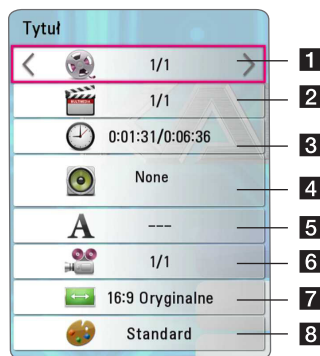 Tytuł
1/1 1
MULTIMEDIA 1/1 2
0:01:31/0:06:36 3
None 4
A --- 5
1/1 6
16:9 Oryginalne 7
Standard 8